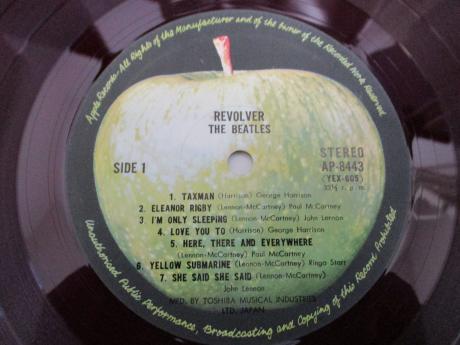 Apple Records · All Rights of the Manufacturer and of the Owner of the Recorded Work Reserved
REVOLVER
THE BEATLES
SIDE 1
STEREO
AP-8443
(YEX-605)
33⅓ r.p.m.
1. TAXMAN (Harrison) George Harrison
2. ELEANOR RIGBY (Lennon-McCartney) Paul McCartney
3. I'M ONLY SLEEPING (Lennon-McCartney) John Lennon
4. LOVE YOU TO (Harrison) George Harrison
5. HERE, THERE AND EVERYWHERE
(Lennon-McCartney) Paul McCartney
6. YELLOW SUBMARINE (Lennon-McCartney) Ringo Starr
7. SHE SAID SHE SAID (Lennon-McCartney)
John Lennon
MFD. BY TOSHIBA MUSICAL INDUSTRIES
LTD. JAPAN
Unauthorised Public Performance, Broadcasting and Copying of this Record Prohibited